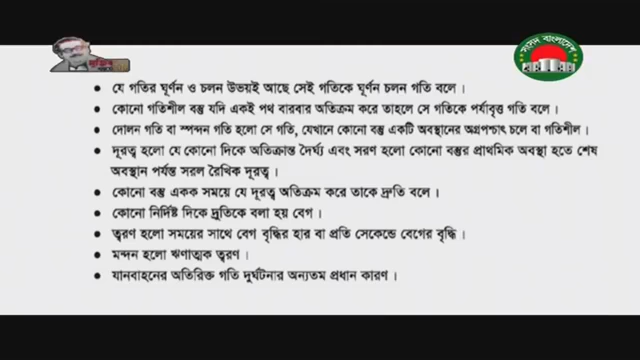 সংসদ বাংলাদেশ
যে গতির ঘূর্ণন ও চলন উভয়ই আছে সেই গতিকে ঘূর্ণন চলন গতি বলে।
কোনো গতিশীল বস্তু যদি একই পথ বারবার অতিক্রম করে তাহলে সে গতিকে পর্যাবৃত্ত গতি বলে।
দোলন গতি বা স্পন্দন গতি হলো সে গতি, যেখানে কোনো বস্তু একটি অবস্থানের অগ্রপশ্চাৎ চলে বা গতিশীল।
দূরত্ব হলো যে কোনো দিকে অতিক্রান্ত দৈর্ঘ্য এবং সরণ হলো কোনো বস্তুর প্রাথমিক অবস্থা হতে শেষ
অবস্থান পর্যন্ত সরল রৈখিক দূরত্ব।
কোনো বস্তু একক সময়ে যে দূরত্ব অতিক্রম করে তাকে দ্রুতি বলে।
কোনো নির্দিষ্ট দিকে দ্রুতিকে বলা হয় বেগ।
ত্বরণ হলো সময়ের সাথে বেগ বৃদ্ধির হার বা প্রতি সেকেন্ডে বেগের বৃদ্ধি।
মন্দন হলো ঋণাত্মক ত্বরণ।
যানবাহনের অতিরিক্ত গতি দুর্ঘটনার অন্যতম প্রধান কারণ।